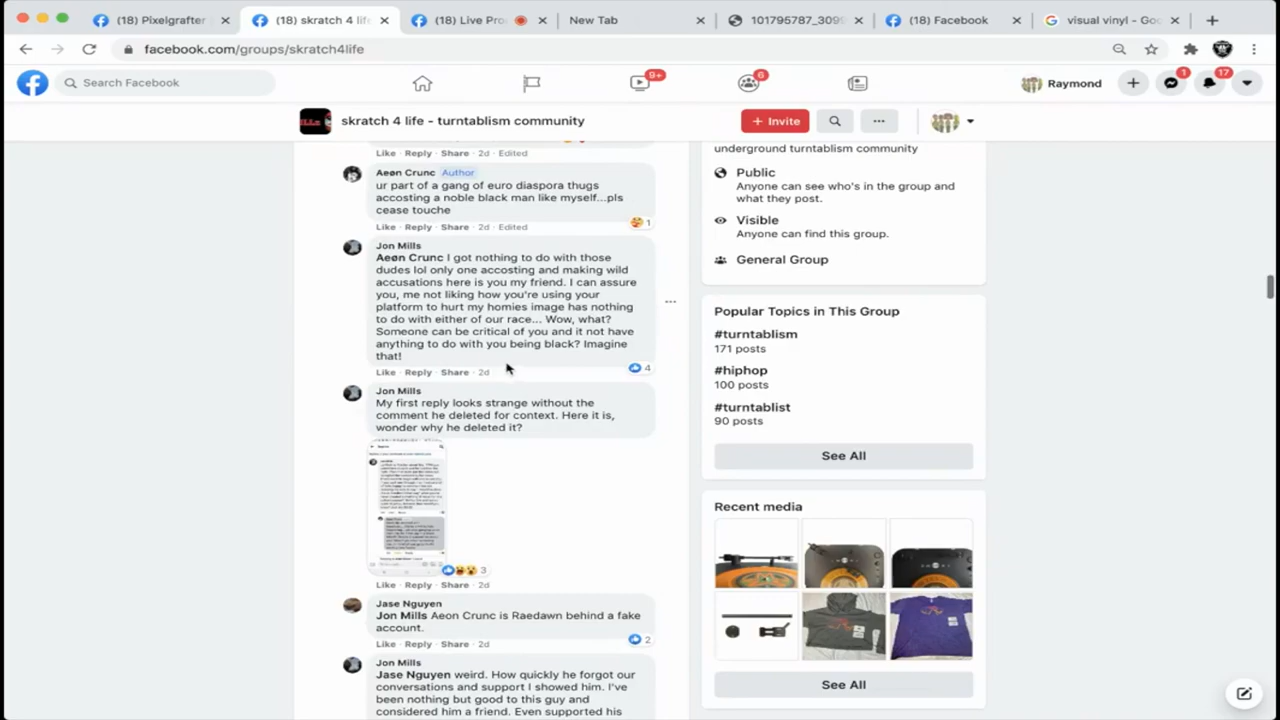 (18) Pixelgrafter
(18) skratch 4 life
(18) Live Pro
New Tab
101795787_309
(18) Facebook
visual vinyl - Goo
facebook.com/groups/skratch4life
Search Facebook
9+
6
Raymond
1
17
skratch 4 life - turntablism community
+ Invite
Like · Reply · Share · 2d · Edited
Aeøn Crunc Author
ur part of a gang of euro diaspora thugs
accosting a noble black man like myself...pls
cease touche
1
Like · Reply · Share · 2d · Edited
Jon Mills
Aeøn Crunc I got nothing to do with those
dudes lol only one accosting and making wild
accusations here is you my friend. I can assure
you, me not liking how you're using your
platform to hurt my homies image has nothing
to do with either of our race... Wow, what?
Someone can be critical of you and it not have
anything to do with you being black? Imagine
that!
4
Like · Reply · Share · 2d
Jon Mills
My first reply looks strange without the
comment he deleted for context. Here it is,
wonder why he deleted it?
3
Like · Reply · Share · 2d
Jase Nguyen
Jon Mills Aeon Crunc is Raedawn behind a fake
account.
2
Like · Reply · Share · 2d
Jon Mills
Jase Nguyen weird. How quickly he forgot our
conversations and support I showed him. I've
been nothing but good to this guy and
considered him a friend. Even supported his
underground turntablism community
Public
Anyone can see who's in the group and
what they post.
Visible
Anyone can find this group.
General Group
Popular Topics in This Group
#turntablism
171 posts
#hiphop
100 posts
#turntablist
90 posts
See All
Recent media
See All